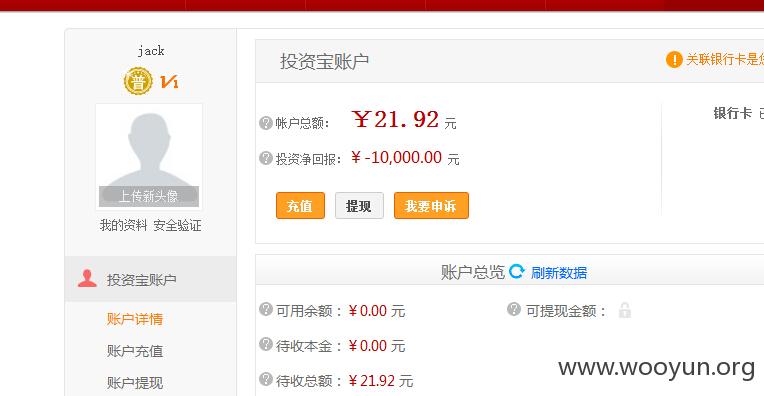 jack
普 V1
上传新头像
我的资料 安全验证
投资宝账户
账户详情
账户充值
账户提现
投资宝账户
关联银行卡是
帐户总额： ￥21.92 元
投资净回报： ￥-10,000.00 元
充值 提现 我要申诉
银行卡
账户总览 刷新数据
可用余额： ￥0.00 元 可提现金额：
待收本金： ￥0.00 元
待收总额： ￥21.92 元
www.wooyun.org